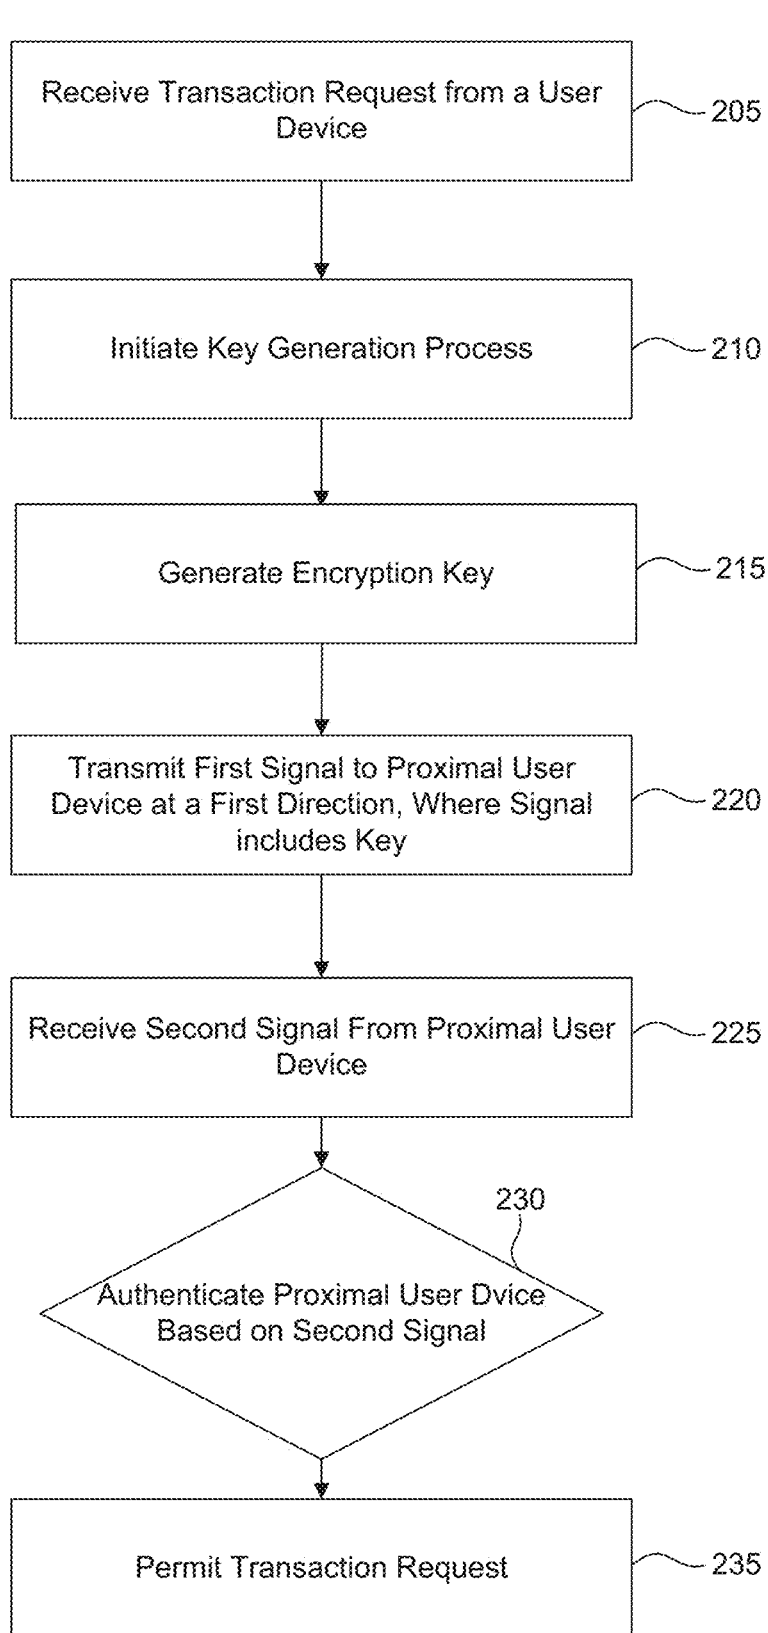 Receive Transaction Request from a User
Device
205
Initiate Key Generation Process
210
Generate Encryption Key
215
Transmit First Signal to Proximal User
Device at a First Direction, Where Signal
includes Key
220
Receive Second Signal From Proximal User
Device
225
230
Authenticate Proximal User Dvice
Based on Second Signal
Permit Transaction Request
235